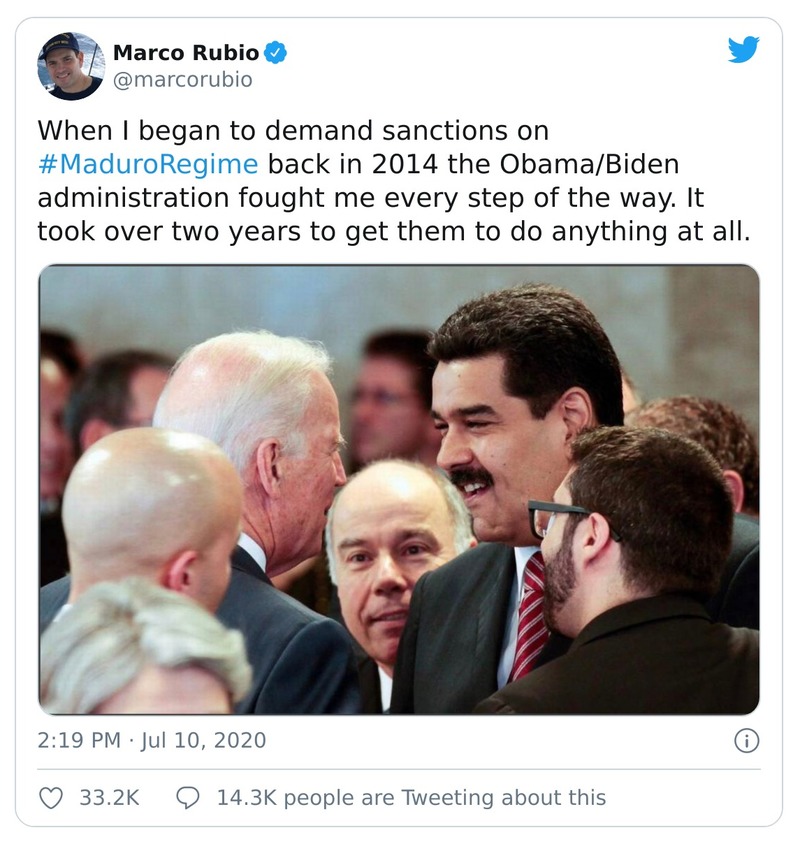 Marco Rubio
@marcorubio
When I began to demand sanctions on
#MaduroRegime back in 2014 the Obama/Biden
administration fought me every step of the way. It
took over two years to get them to do anything at all.
2:19 PM · Jul 10, 2020
33.2K 14.3K people are Tweeting about this